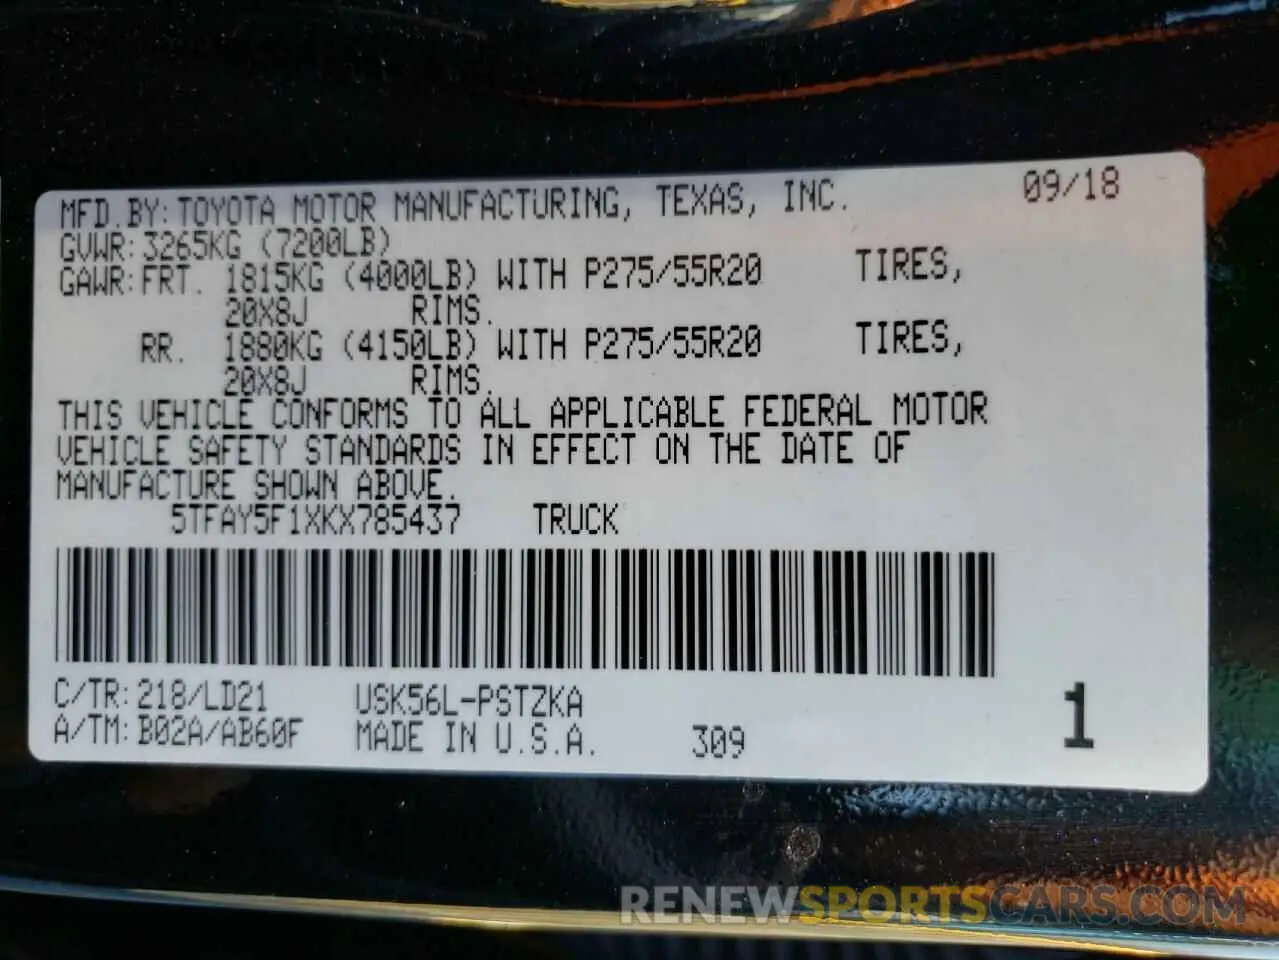 MFD.BY:TOYOTA MOTOR MANUFACTURING, TEXAS, INC. 09/18
GVWR:3265KG (7200LB)
GAWR:FRT. 1815KG (4000LB) WITH P275/55R20 TIRES,
20X8J RIMS.
RR. 1880KG (4150LB) WITH P275/55R20 TIRES,
20X8J RIMS.
THIS VEHICLE CONFORMS TO ALL APPLICABLE FEDERAL MOTOR
VEHICLE SAFETY STANDARDS IN EFFECT ON THE DATE OF
MANUFACTURE SHOWN ABOVE.
5TFAY5F1XKX785437 TRUCK
C/TR:218/LD21 USK56L-PSTZKA
A/TM:B02A/AB60F MADE IN U.S.A. 309 1
RENEWSPORTSCARS.COM